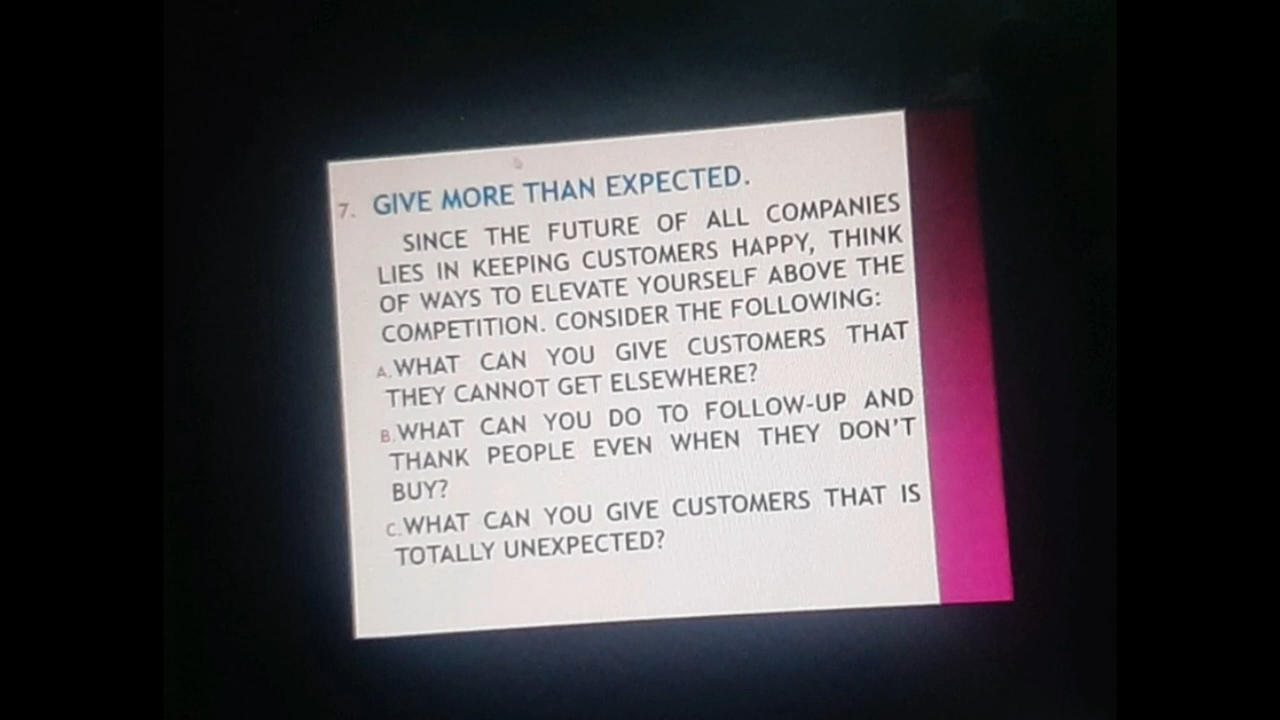 7. GIVE MORE THAN EXPECTED.
SINCE THE FUTURE OF ALL COMPANIES
LIES IN KEEPING CUSTOMERS HAPPY, THINK
OF WAYS TO ELEVATE YOURSELF ABOVE THE
COMPETITION. CONSIDER THE FOLLOWING:
A.WHAT CAN YOU GIVE CUSTOMERS THAT
THEY CANNOT GET ELSEWHERE?
B.WHAT CAN YOU DO TO FOLLOW-UP AND
THANK PEOPLE EVEN WHEN THEY DON'T
BUY?
C.WHAT CAN YOU GIVE CUSTOMERS THAT IS
TOTALLY UNEXPECTED?